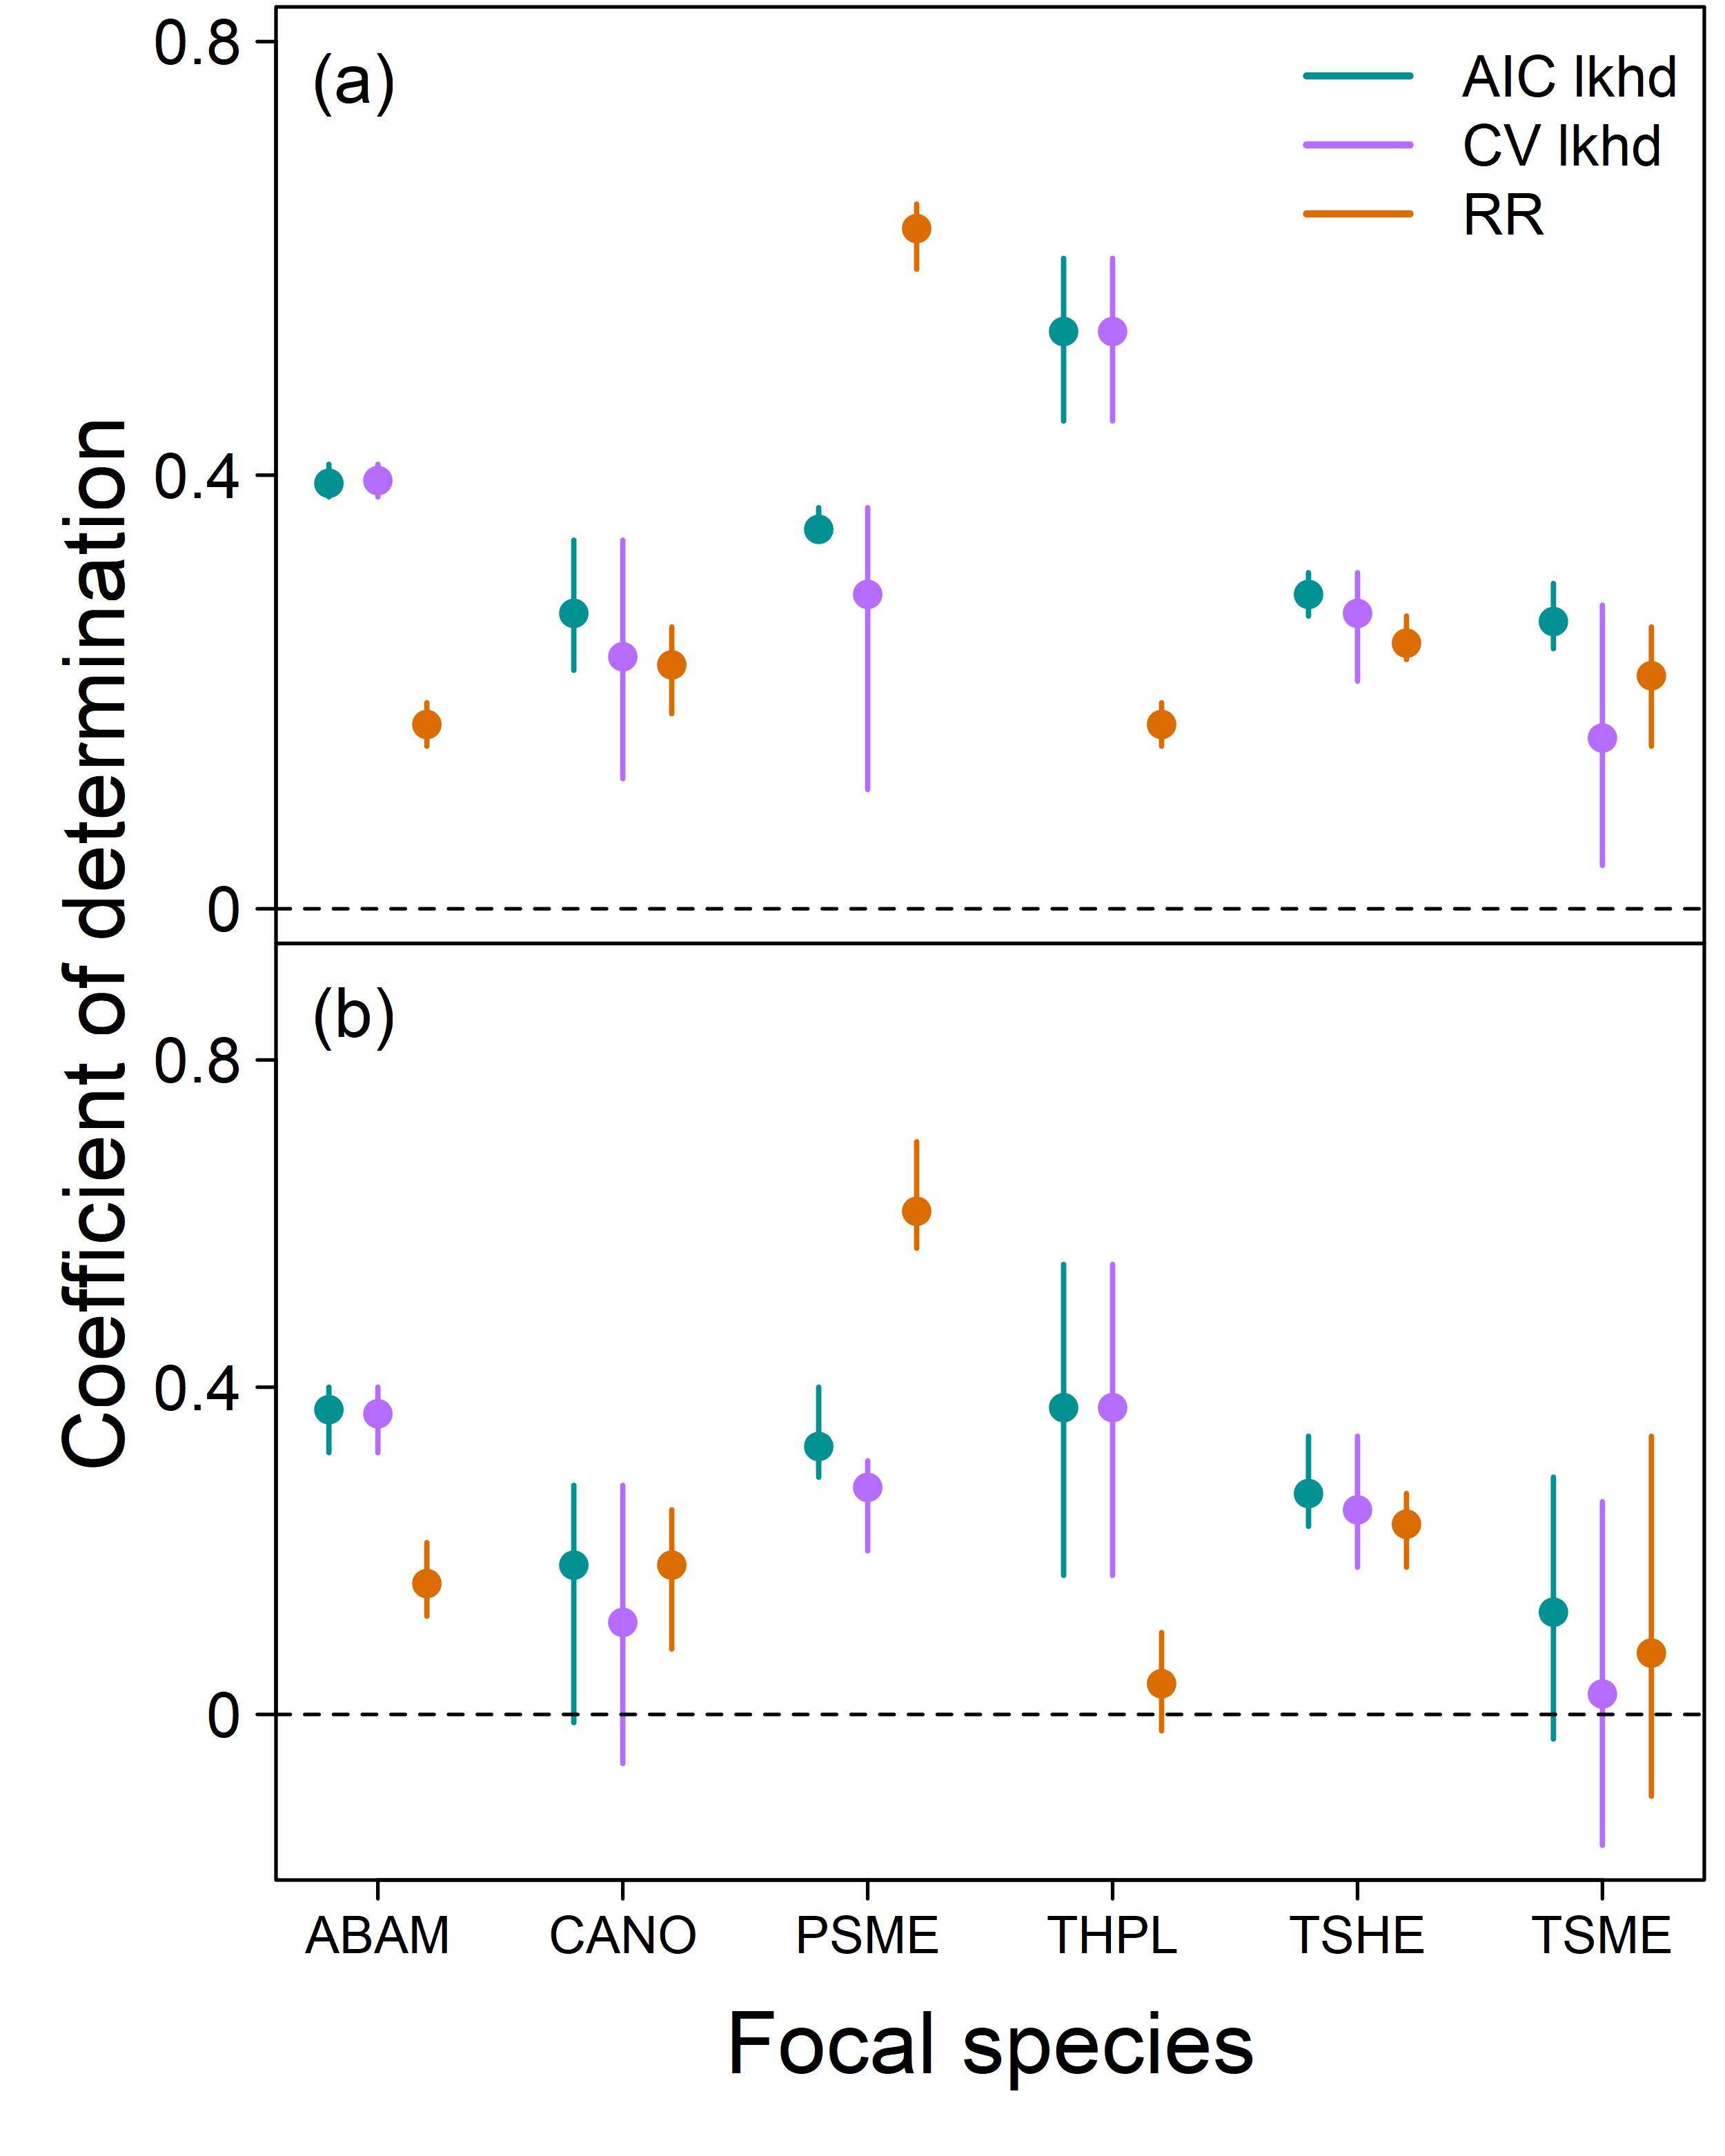 (a)
AIC lkhd
CV lkhd
RR
0.8
0.4
0
Coefficient of determination
(b)
0.8
0.4
0
ABAM CANO PSME THPL TSHE TSME
Focal species